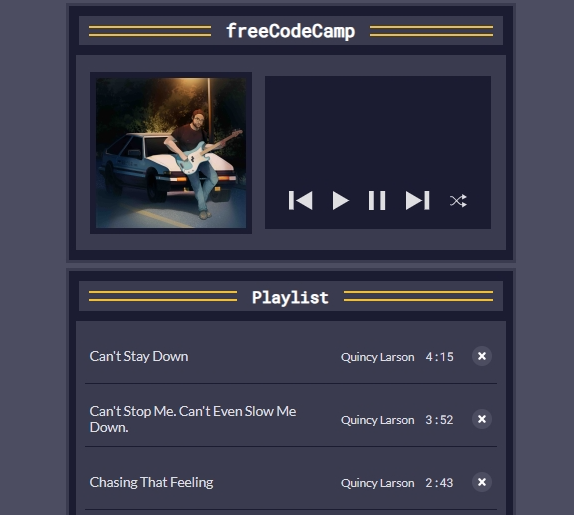 freeCodeCamp
Playlist
Can't Stay Down Quincy Larson 4:15
Can't Stop Me. Can't Even Slow Me
Down. Quincy Larson 3:52
Chasing That Feeling Quincy Larson 2:43